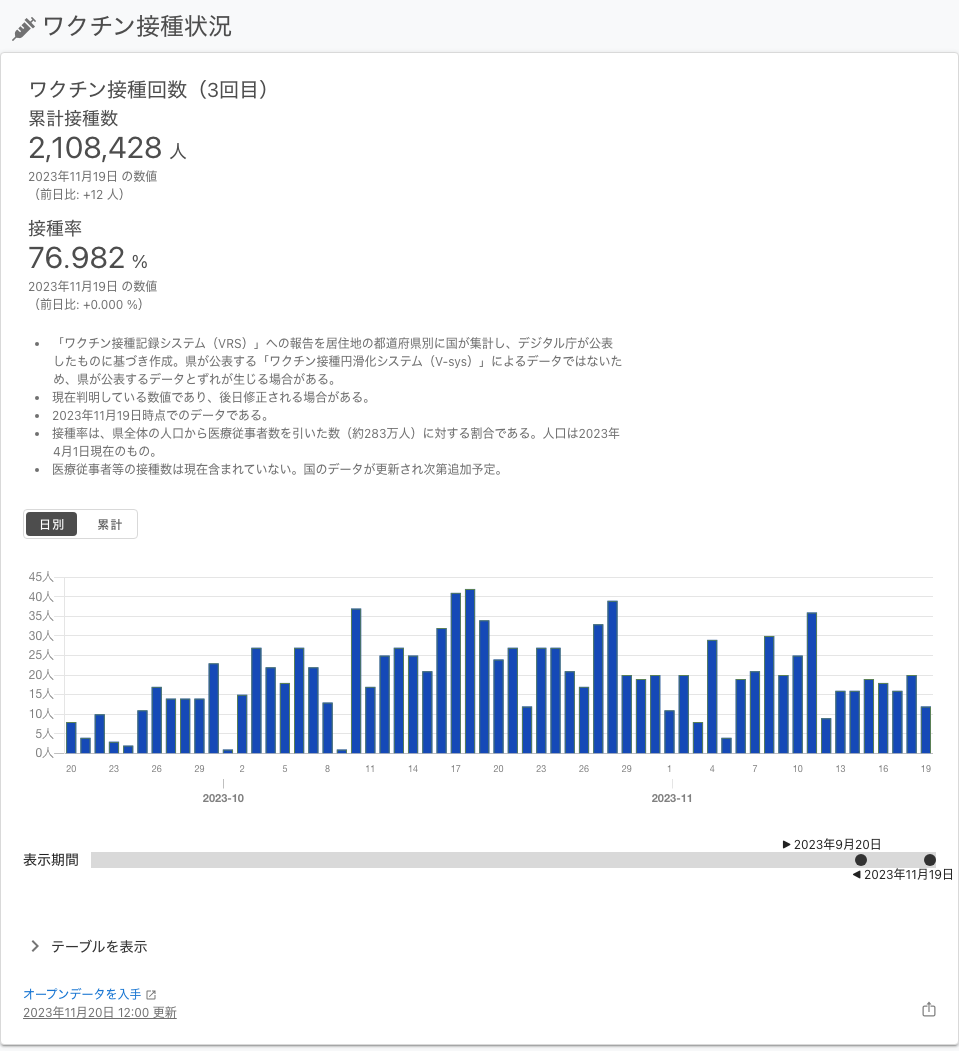 ワクチン接種状況
ワクチン接種回数（3回目）
累計接種数
2,108,428 人
2023年11月19日 の数値
（前日比: +12 人）
接種率
76.982 %
2023年11月19日 の数値
（前日比: +0.000 %）
• 「ワクチン接種記録システム（VRS）」への報告を居住地の都道府県別に国が集計し、デジタル庁が公表
したものに基づき作成。県が公表する「ワクチン接種円滑化システム（V-sys）」によるデータではないた
め、県が公表するデータとずれが生じる場合がある。
• 現在判明している数値であり、後日修正される場合がある。
• 2023年11月19日時点でのデータである。
• 接種率は、県全体の人口から医療従事者数を引いた数（約283万人）に対する割合である。人口は2023年
4月1日現在のもの。
• 医療従事者等の接種数は現在含まれていない。国のデータが更新され次第追加予定。
日別 累計
45人
40人
35人
30人
25人
20人
15人
10人
5人
0人
20 23 26 29 2 5 8 11 14 17 20 23 26 29 1 4 7 10 13 16 19
2023-10 2023-11
▶ 2023年9月20日
表示期間
◀ 2023年11月19日
テーブルを表示
オープンデータを入手
2023年11月20日 12:00 更新